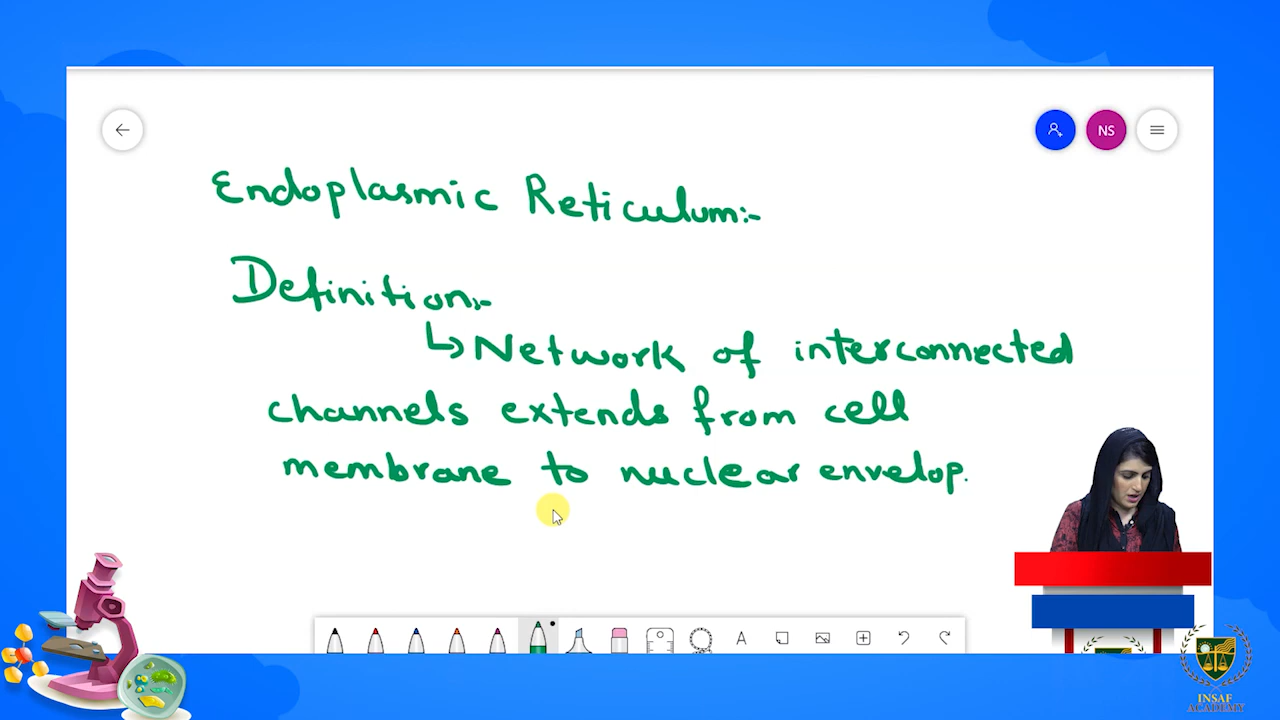 NS
Endoplasmic Reticulum:-
Definition:-
↳ Network of interconnected
channels extends from cell
membrane to nuclear envelop.
A
INSAF
ACADEMY